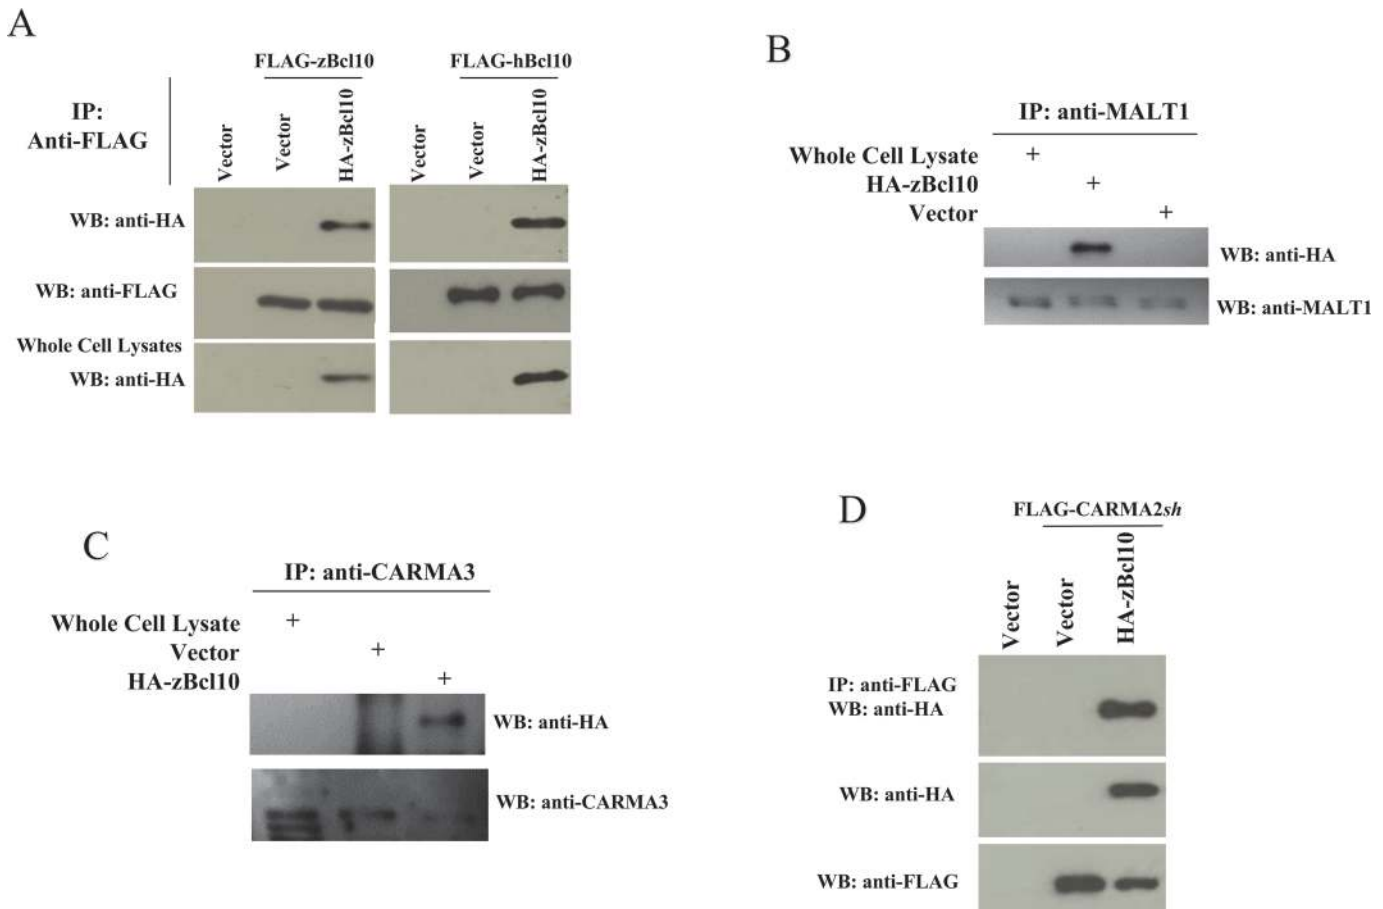 A
FLAG-zBcl10
FLAG-hBcl10
IP:
Anti-FLAG
Vector
Vector
HA-zBcl10
Vector
Vector
HA-zBcl10
WB: anti-HA
WB: anti-FLAG
Whole Cell Lysates
WB: anti-HA
B
IP: anti-MALT1
Whole Cell Lysate +
HA-zBcl10 +
Vector +
WB: anti-HA
WB: anti-MALT1
C
IP: anti-CARMA3
Whole Cell Lysate +
Vector +
HA-zBcl10 +
WB: anti-HA
WB: anti-CARMA3
D
FLAG-CARMA2sh
Vector
Vector
HA-zBcl10
IP: anti-FLAG
WB: anti-HA
WB: anti-HA
WB: anti-FLAG